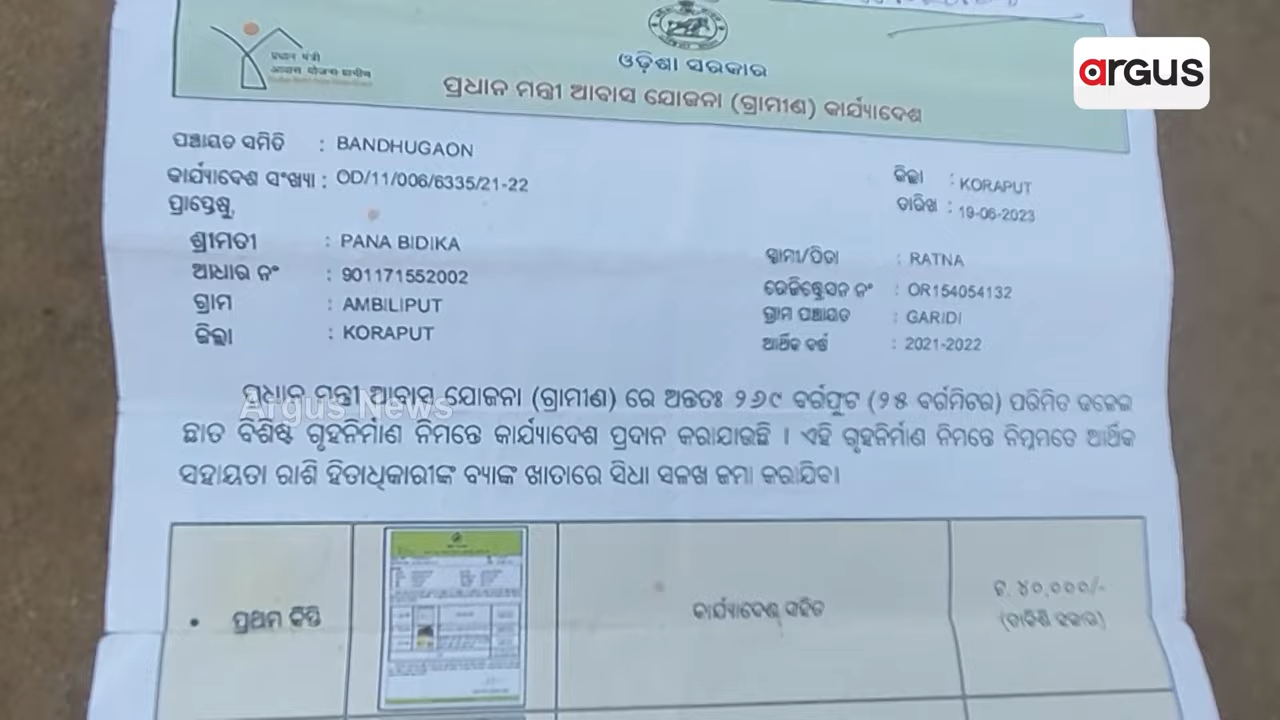 argus
प्रधान मंत्री
आवास योजना ग्रामीण
ଓଡ଼ିଶା ସରକାର
ପ୍ରଧାନ ମନ୍ତ୍ରୀ ଆବାସ ଯୋଜନା (ଗ୍ରାମୀଣ) କାର୍ଯ୍ୟାଦେଶ
ପଞ୍ଚାୟତ ସମିତି : BANDHUGAON
ଜିଲ୍ଲା : KORAPUT
କାର୍ଯ୍ୟାଦେଶ ସଂଖ୍ୟା : OD/11/006/6335/21-22
ତାରିଖ : 19-06-2023
ପ୍ରାପ୍ତେଷୁ,
ଶ୍ରୀମତୀ : PANA BIDIKA
ସ୍ୱାମୀ/ପିତା : RATNA
ଆଧାର ନଂ : 901171552002
ରେଜିଷ୍ଟ୍ରେସନ ନଂ : OR154054132
ଗ୍ରାମ : AMBILIPUT
ଗ୍ରାମ ପଞ୍ଚାୟତ : GARIDI
ଜିଲ୍ଲା : KORAPUT
ଆର୍ଥିକ ବର୍ଷ : 2021-2022
ପ୍ରଧାନ ମନ୍ତ୍ରୀ ଆବାସ ଯୋଜନା (ଗ୍ରାମୀଣ) ରେ ଅନ୍ତତଃ ୨୬୯ ବର୍ଗଫୁଟ (୨୫ ବର୍ଗମିଟର) ପରିମିତ ଢଳେଇ
Argus News
ଛାତ ବିଶିଷ୍ଟ ଗୃହନିର୍ମାଣ ନିମନ୍ତେ କାର୍ଯ୍ୟାଦେଶ ପ୍ରଦାନ କରାଯାଉଛି । ଏହି ଗୃହନିର୍ମାଣ ନିମନ୍ତେ ନିମ୍ନମତେ ଆର୍ଥିକ
ସହାୟତା ରାଶି ହିତାଧିକାରୀଙ୍କ ବ୍ୟାଙ୍କ ଖାତାରେ ସିଧା ସଳଖ ଜମା କରାଯିବ।
• ପ୍ରଥମ କିସ୍ତି
କାର୍ଯ୍ୟାଦେଶ ସହିତ
ଟ. ୪୦,୦୦୦/-